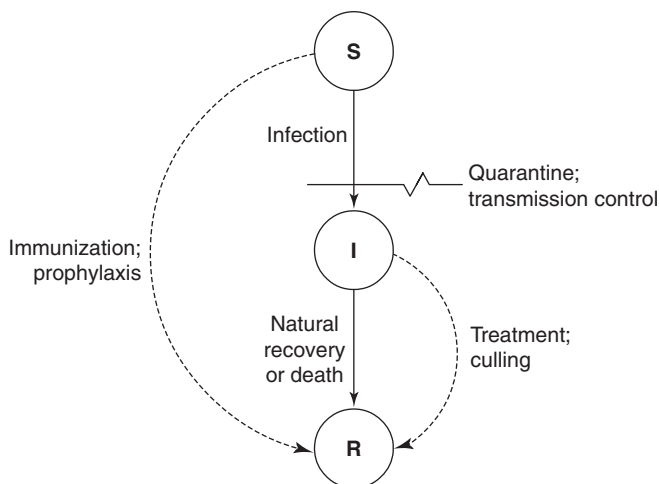 S
Infection
Quarantine;
transmission control
Immunization;
prophylaxis
I
Natural
recovery
or death
Treatment;
culling
R